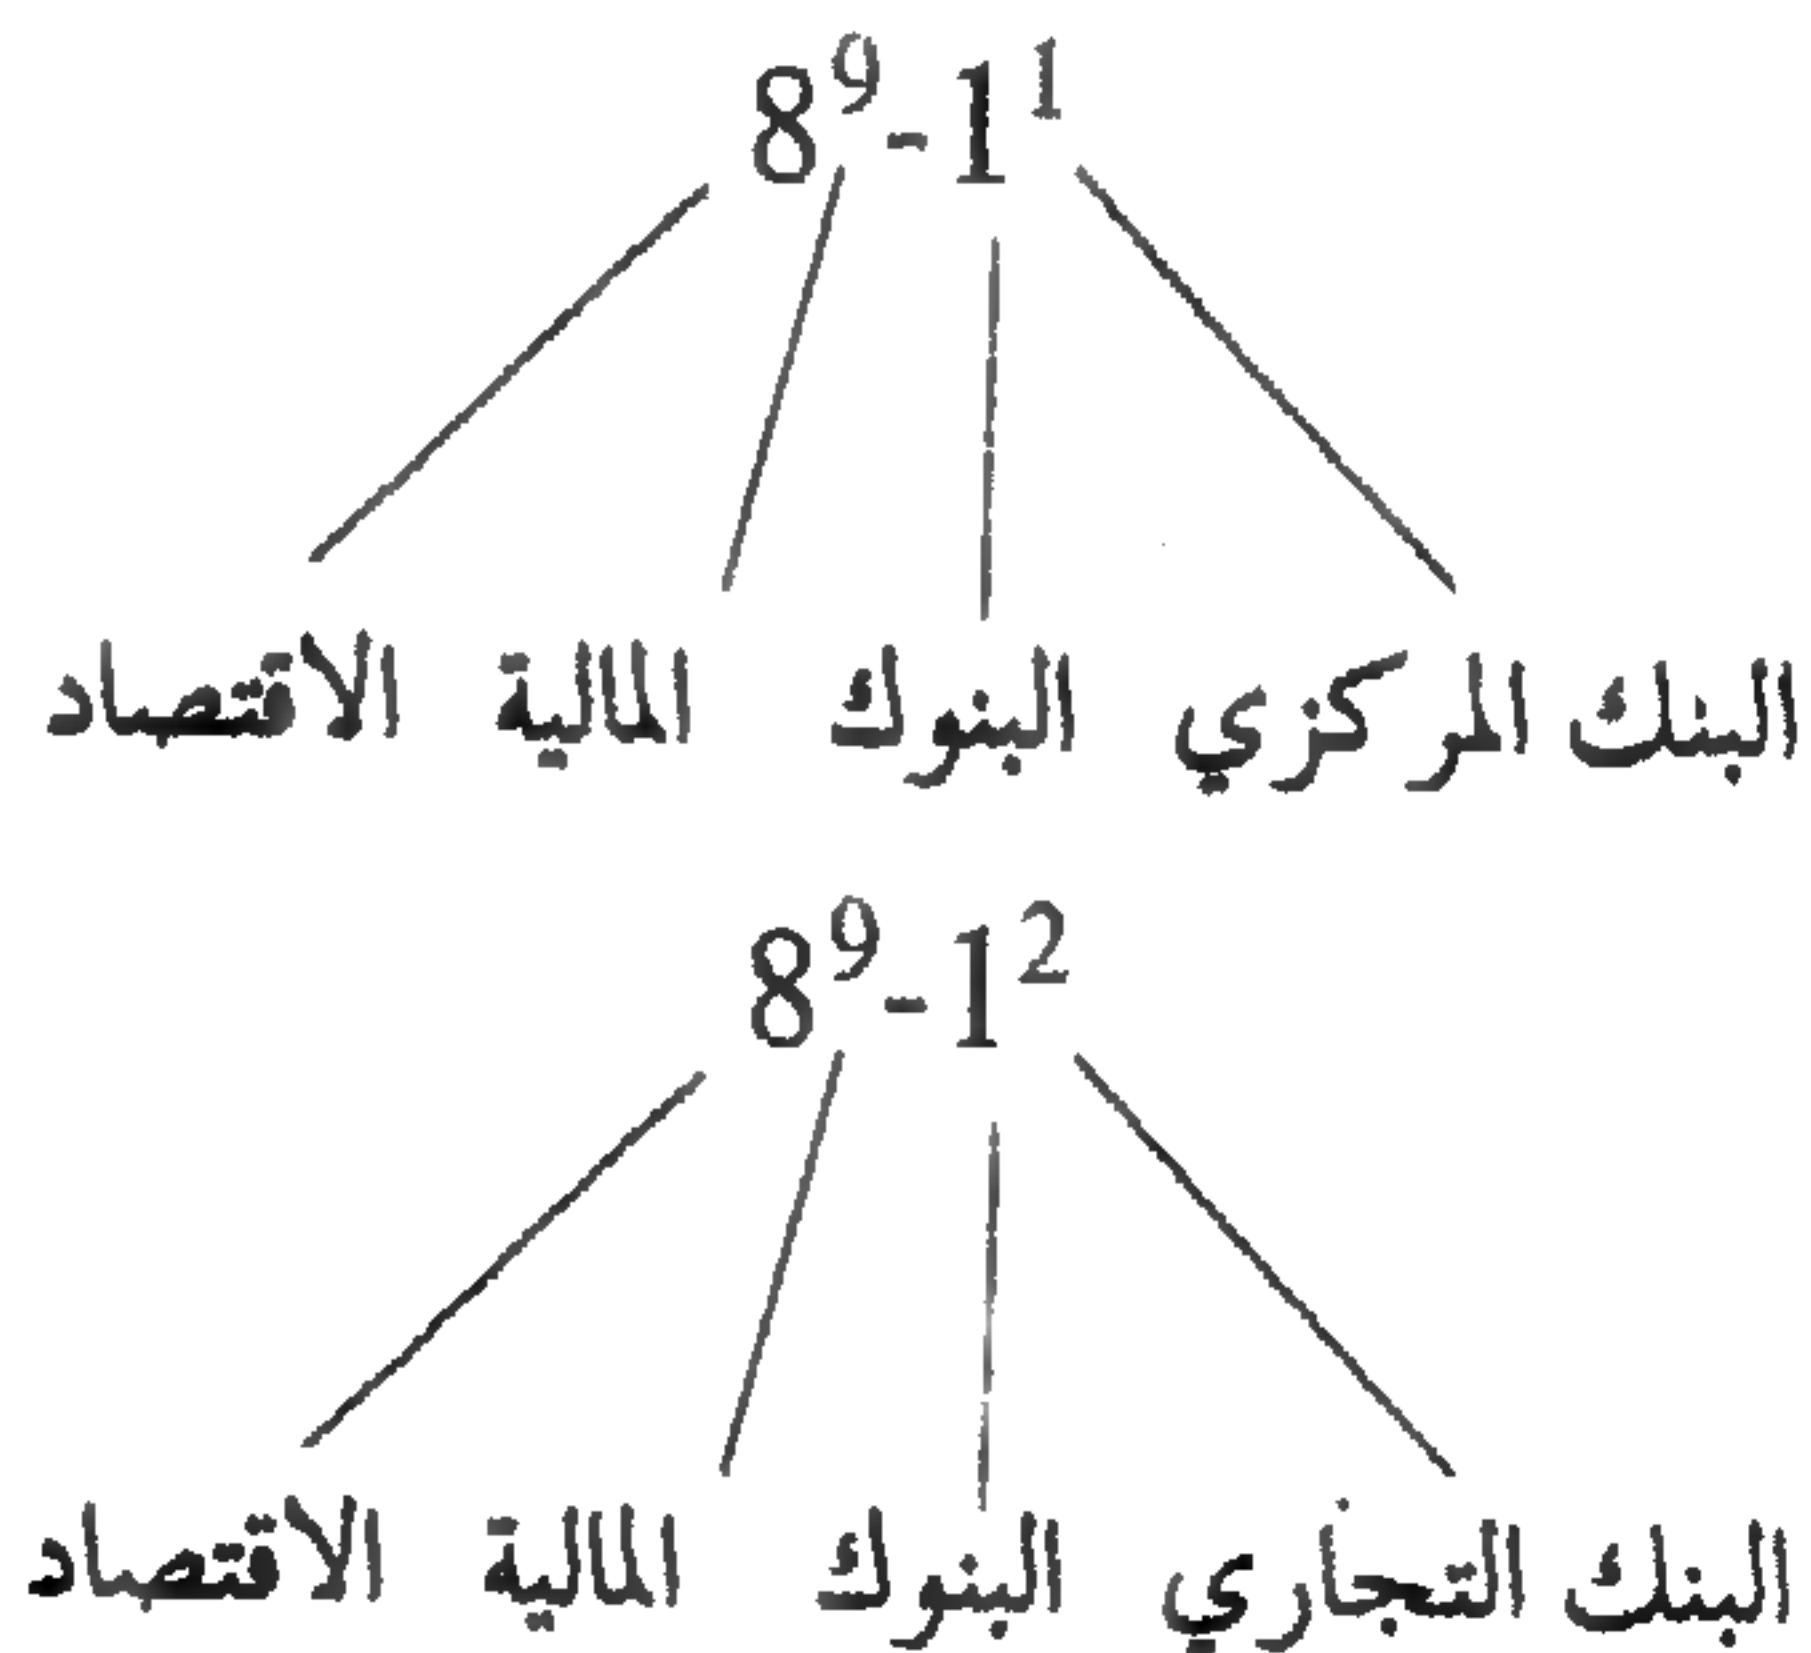 8⁹-1¹
البنك المركزي البنوك المالية الاقتصاد
8⁹-1²
البنك التجاري البنوك المالية الاقتصاد